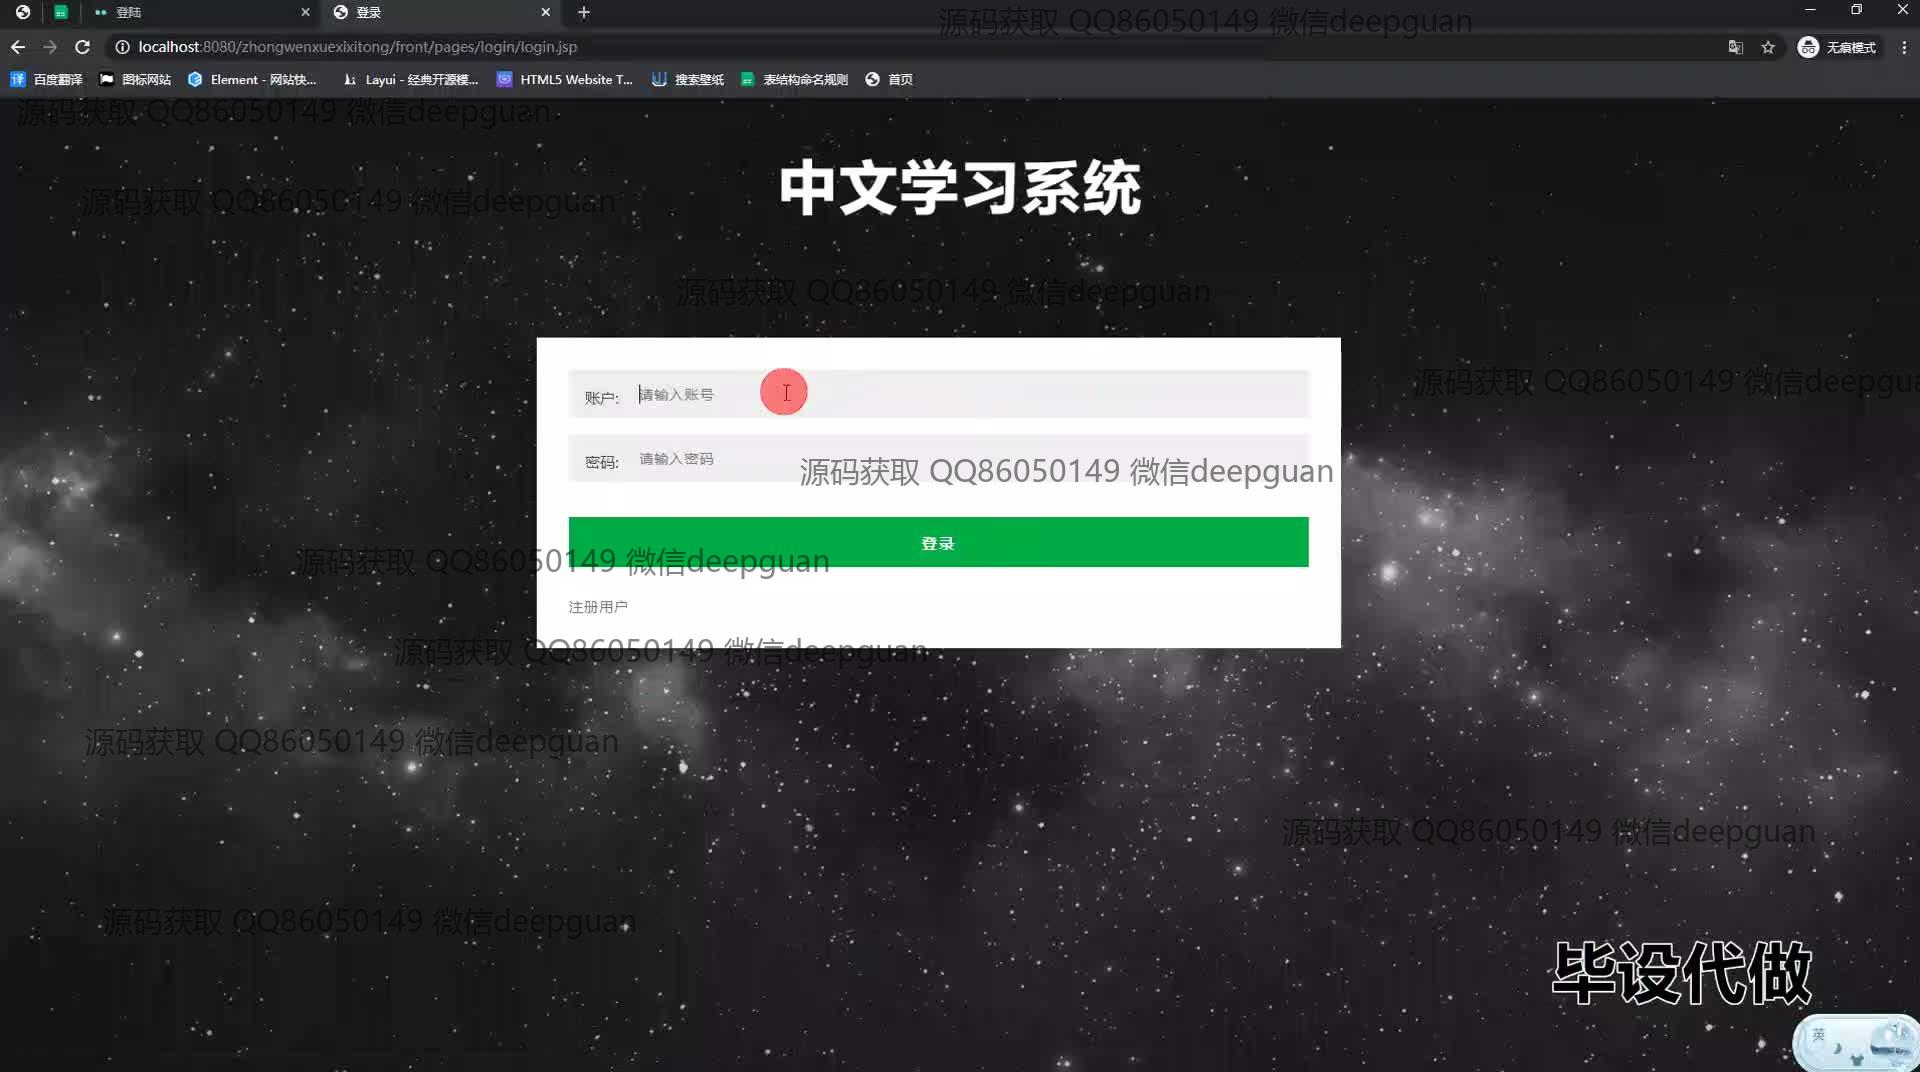 登陆
登录
源码获取 QQ86050149 微信deepguan
localhost:8080/zhongwenxuexixitong/front/pages/login/login.jsp
无痕模式
百度翻译
图标网站
Element - 网站快...
Layui - 经典开源模...
HTML5 Website T...
搜索壁纸
表结构命名规则
首页
源码获取 QQ86050149 微信deepguan
中文学习系统
源码获取 QQ86050149 微信deepguan
源码获取 QQ86050149 微信deepguan
源码获取 QQ86050149 微信deepgua
账户: 请输入账号
密码: 请输入密码
源码获取 QQ86050149 微信deepguan
登录
源码获取 QQ86050149 微信deepguan
注册用户
源码获取 QQ86050149 微信deepguan
源码获取 QQ86050149 微信deepguan
源码获取 QQ86050149 微信deepguan
源码获取 QQ86050149 微信deepguan
毕设代做
英